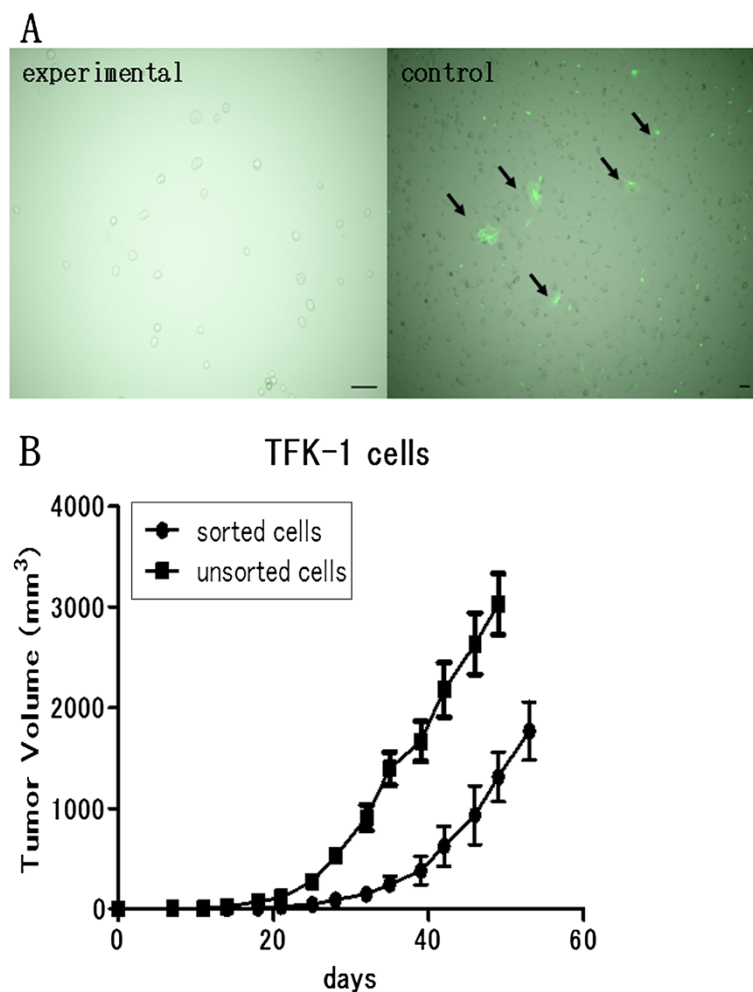 A
experimental
control
B
TFK-1 cells
sorted cells
unsorted cells
Tumor Volume (mm³)
4000
3000
2000
1000
0
0 20 40 60
days